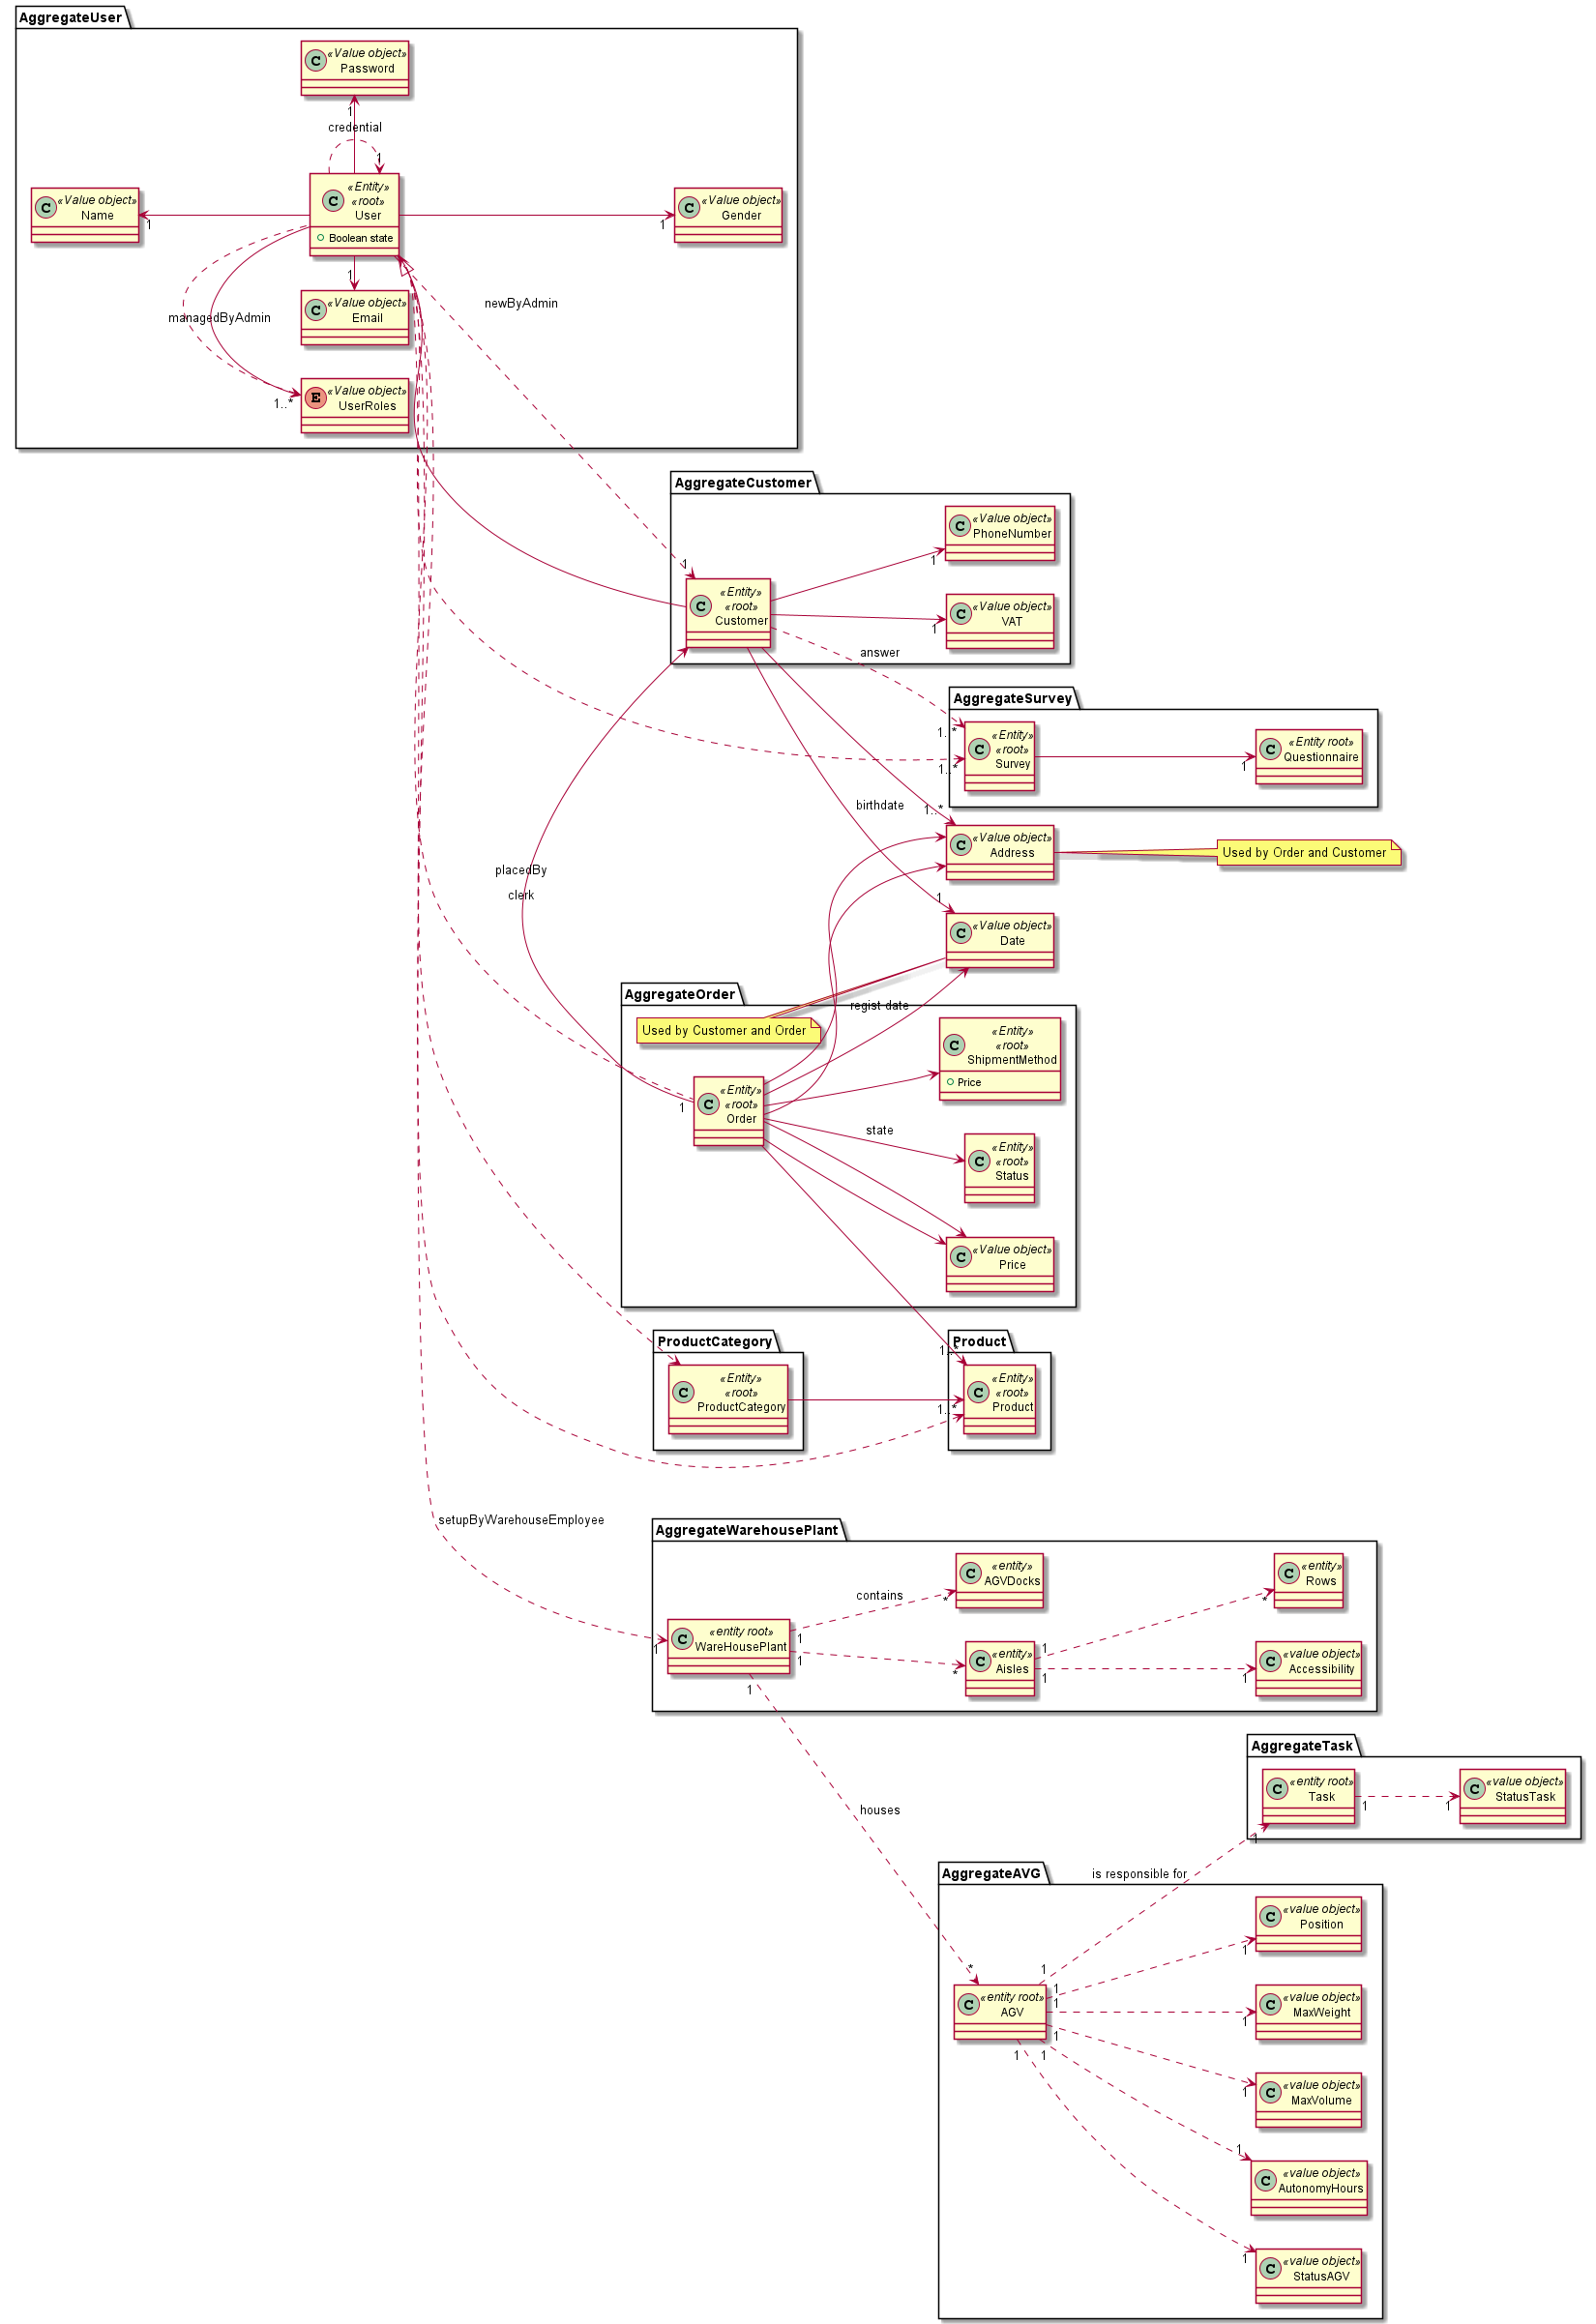 AggregateUser
C «Value object»
Password
1
credential
1
C «Value object»
Name
1
C «Entity»
«root»
User
Boolean state
C «Value object»
Gender
1
1
C «Value object»
Email
managedByAdmin
newByAdmin
E «Value object»
UserRoles
1..*
AggregateCustomer
C «Value object»
PhoneNumber
1
1
C «Entity»
«root»
Customer
C «Value object»
VAT
1
answer
AggregateSurvey
1..*
C «Entity»
«root»
Survey
1..*
C «Entity root»
Questionnaire
1
birthdate
1..*
C «Value object»
Address
Used by Order and Customer
placedBy
clerk
1
C «Value object»
Date
AggregateOrder
regist date
Used by Customer and Order
C «Entity»
«root»
ShipmentMethod
Price
1
C «Entity»
«root»
Order
state
C «Entity»
«root»
Status
C «Value object»
Price
ProductCategory
Product
1..*
C «Entity»
«root»
ProductCategory
C «Entity»
«root»
Product
1..*
setupByWarehouseEmployee
AggregateWarehousePlant
C «entity»
AGVDocks
C «entity»
Rows
contains
*
*
1
C «entity root»
WareHousePlant
1
1
1
C «entity»
Aisles
*
1
1
C «value object»
Accessibility
1
1
AggregateTask
C «entity root»
Task
1
C «value object»
StatusTask
1
houses
1
is responsible for
AggregateAVG
C «value object»
Position
1
*
1
1
C «entity root»
AGV
1
1
1
1
C «value object»
MaxWeight
1
C «value object»
MaxVolume
1
1
C «value object»
AutonomyHours
C «value object»
StatusAGV
1